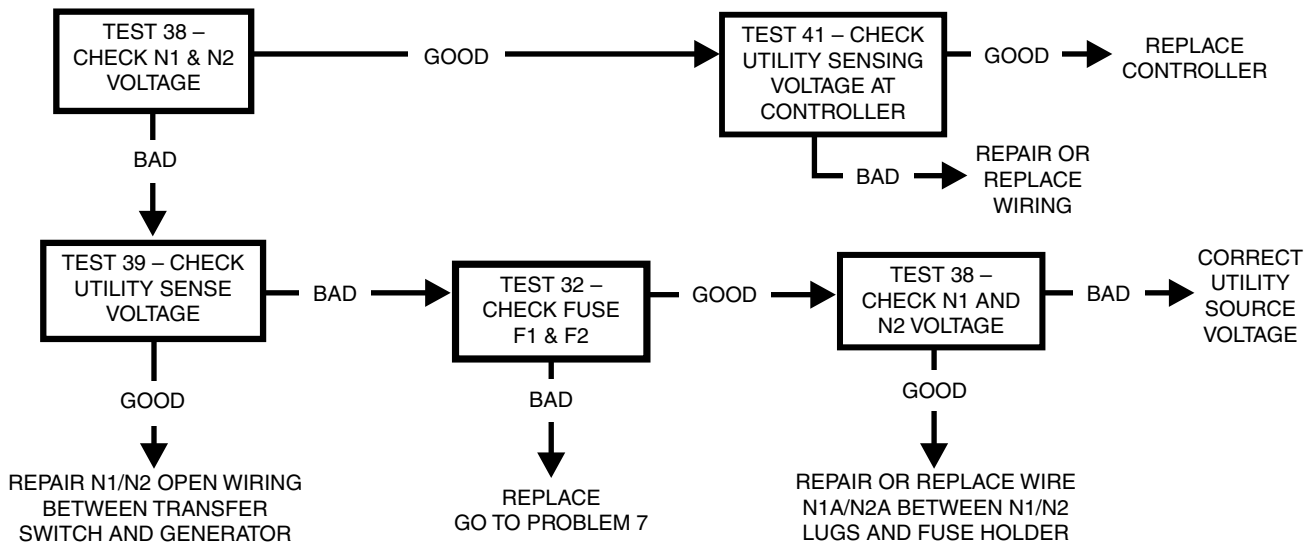 TEST 38 –
CHECK N1 & N2
VOLTAGE
GOOD
TEST 41 – CHECK
UTILITY SENSING
VOLTAGE AT
CONTROLLER
GOOD
REPLACE
CONTROLLER
BAD
BAD
REPAIR OR
REPLACE
WIRING
TEST 39 – CHECK
UTILITY SENSE
VOLTAGE
BAD
TEST 32 –
CHECK FUSE
F1 & F2
GOOD
TEST 38 –
CHECK N1 AND
N2 VOLTAGE
BAD
CORRECT
UTILITY
SOURCE
VOLTAGE
GOOD
BAD
GOOD
REPAIR N1/N2 OPEN WIRING
BETWEEN TRANSFER
SWITCH AND GENERATOR
REPLACE
GO TO PROBLEM 7
REPAIR OR REPLACE WIRE
N1A/N2A BETWEEN N1/N2
LUGS AND FUSE HOLDER